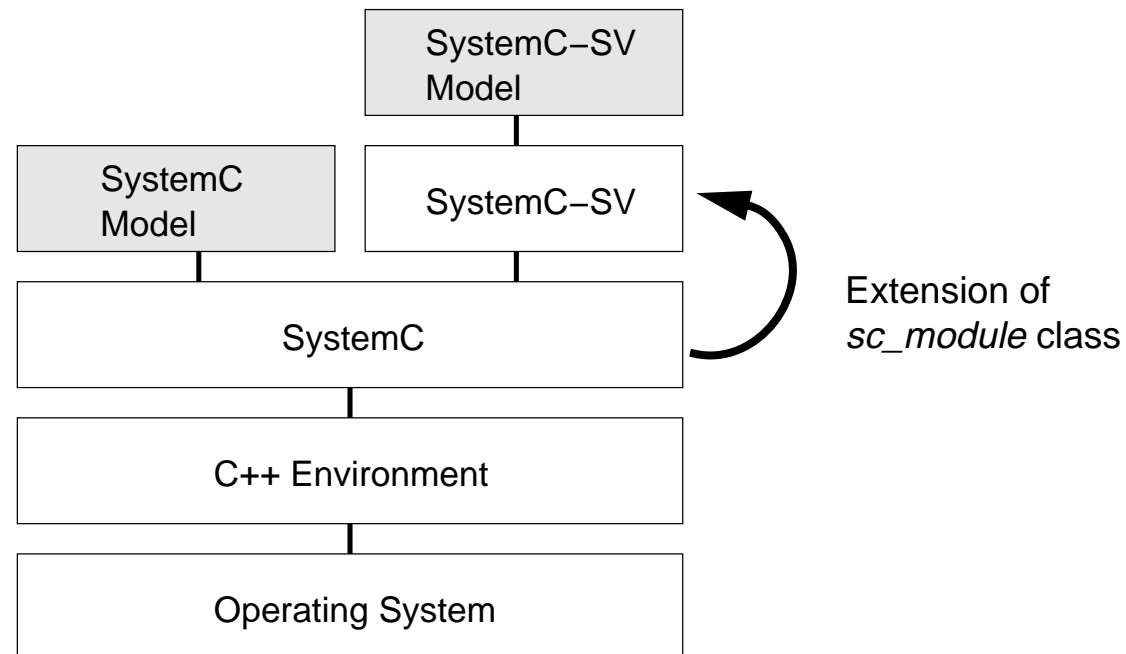 SystemC−SV
Model
SystemC
Model
SystemC−SV
SystemC
Extension of
sc_module class
C++ Environment
Operating System